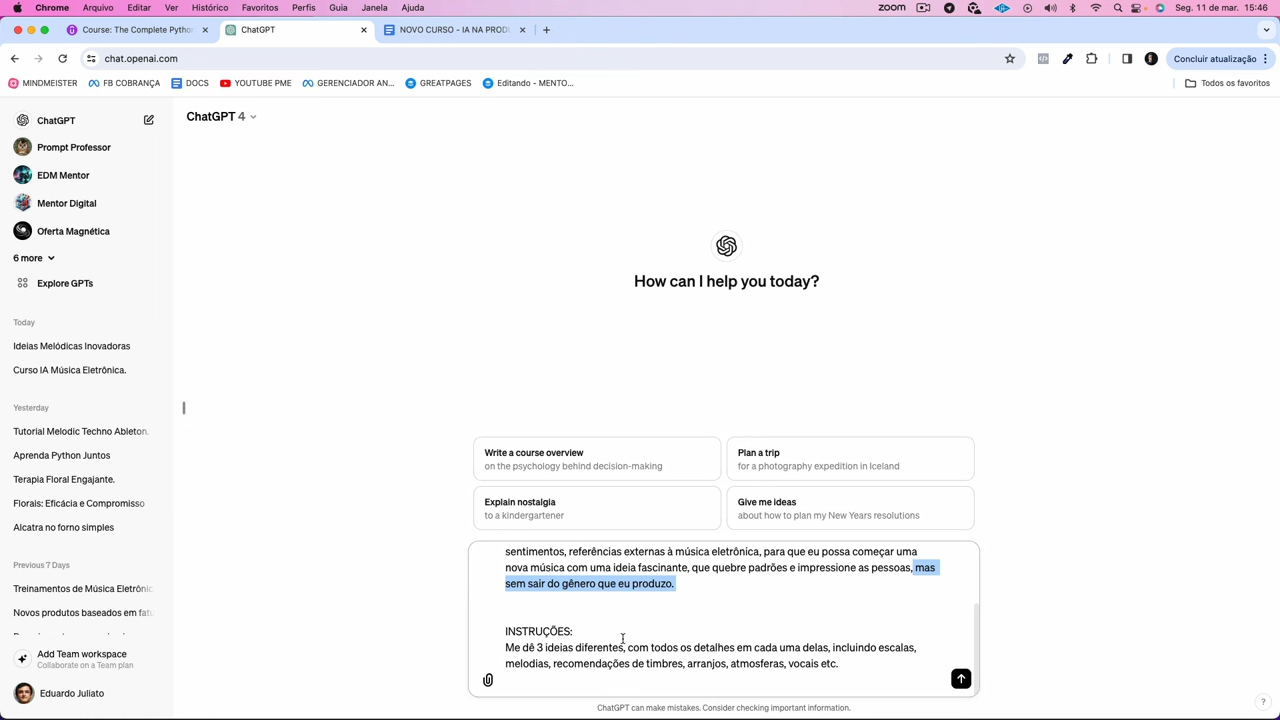 Chrome Arquivo Editar Ver Histórico Favoritos Perfis Guia Janela Ajuda zoom Seg. 11 de mar. 15:46
Course: The Complete Pytho ChatGPT NOVO CURSO - IA NA PROD
chat.openai.com Concluir atualização
MINDMEISTER FB COBRANÇA DOCS YOUTUBE PME GERENCIADOR AN... GREATPAGES Editando - MENTO... Todos os favoritos
ChatGPT
Prompt Professor
EDM Mentor
Mentor Digital
Oferta Magnética
6 more
Explore GPTs
Today
Ideias Melódicas Inovadoras
Curso IA Música Eletrônica.
Yesterday
Tutorial Melodic Techno Ableton.
Aprenda Python Juntos
Terapia Floral Engajante.
Florais: Eficácia e Compromisso
Alcatra no forno simples
Previous 7 Days
Treinamentos de Música Eletrônic
Novos produtos baseados em fatu
Add Team workspace
Collaborate on a Team plan
Eduardo Juliato
ChatGPT 4
How can I help you today?
Write a course overview
on the psychology behind decision-making
Plan a trip
for a photography expedition in Iceland
Explain nostalgia
to a kindergartener
Give me ideas
about how to plan my New Years resolutions
sentimentos, referências externas à música eletrônica, para que eu possa começar uma
nova música com uma ideia fascinante, que quebre padrões e impressione as pessoas, mas
sem sair do gênero que eu produzo.
INSTRUÇÕES:
Me dê 3 ideias diferentes, com todos os detalhes em cada uma delas, incluindo escalas,
melodias, recomendações de timbres, arranjos, atmosferas, vocais etc.
ChatGPT can make mistakes. Consider checking important information.
?